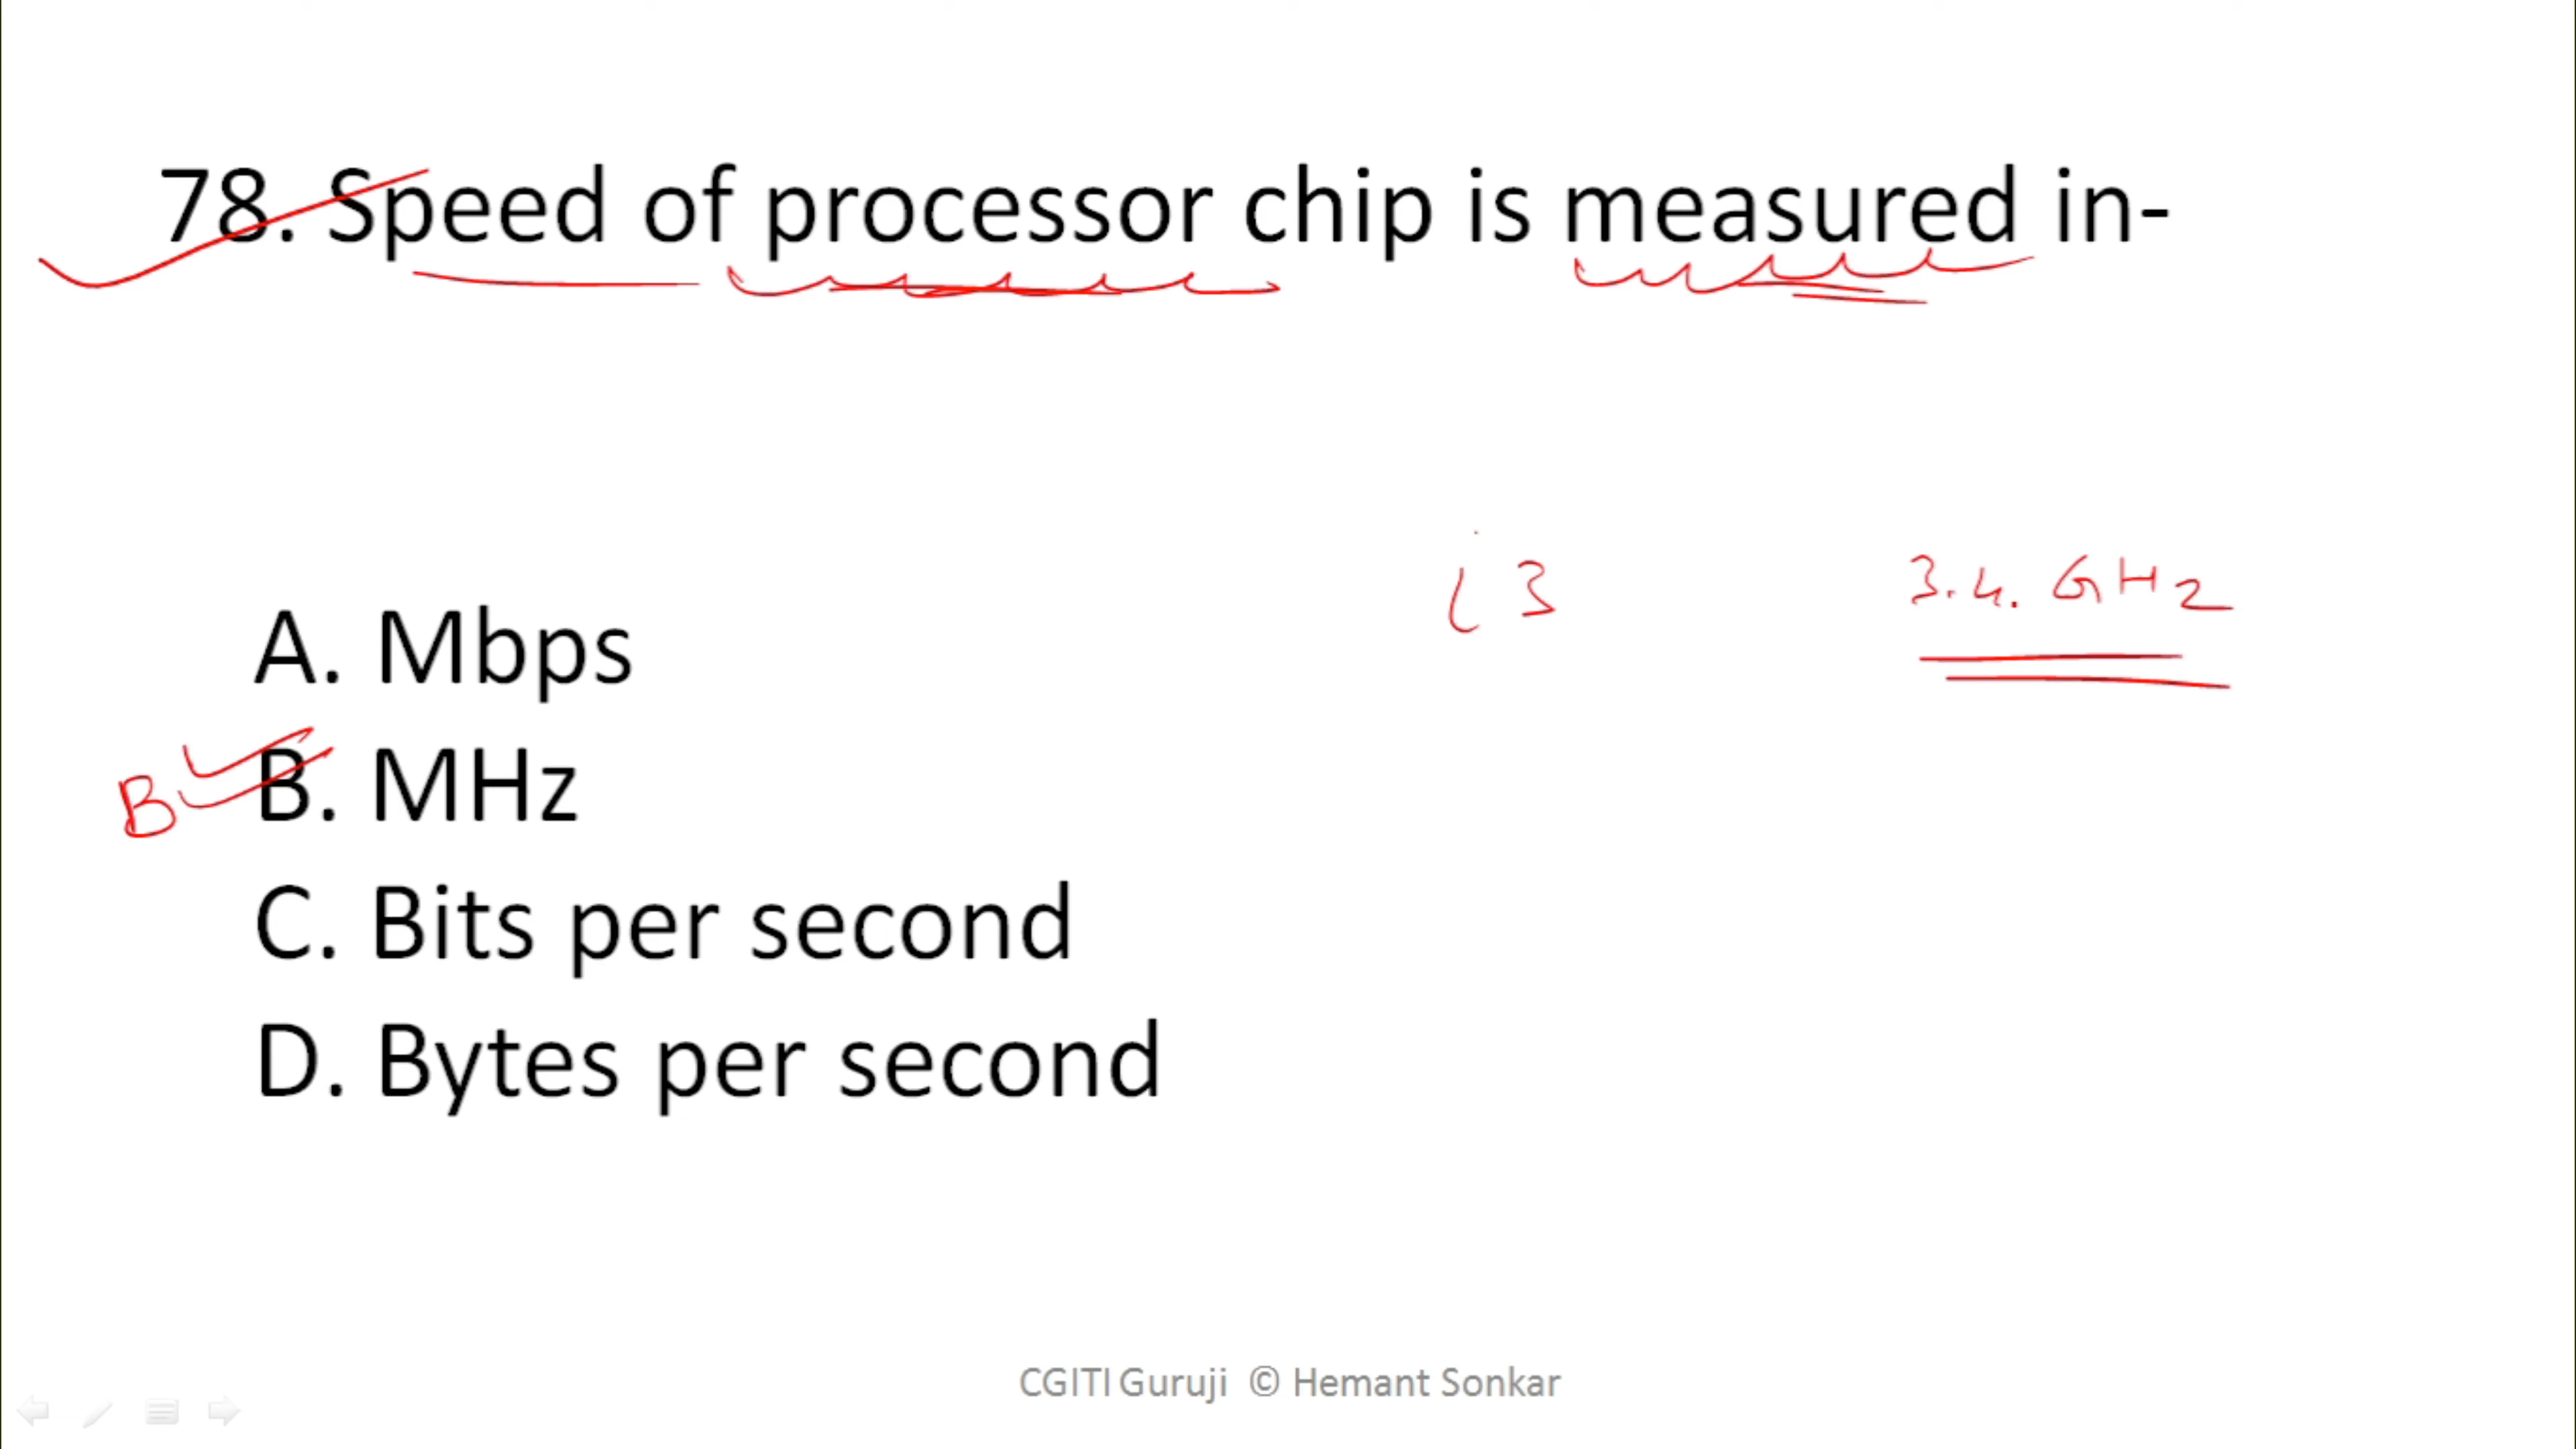 78. Speed of processor chip is measured in-
i3
3.4. GHz
A. Mbps
B B. MHz
C. Bits per second
D. Bytes per second
CGITI Guruji © Hemant Sonkar